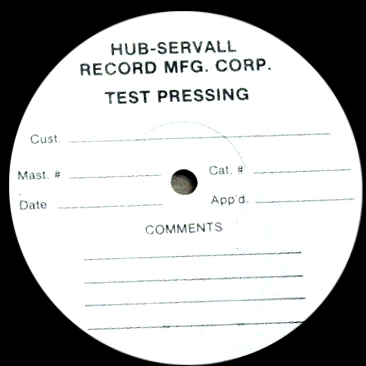 HUB-SERVALL
RECORD MFG. CORP.
TEST PRESSING
Cust.
Mast. # Cat. #
Date App'd.
COMMENTS